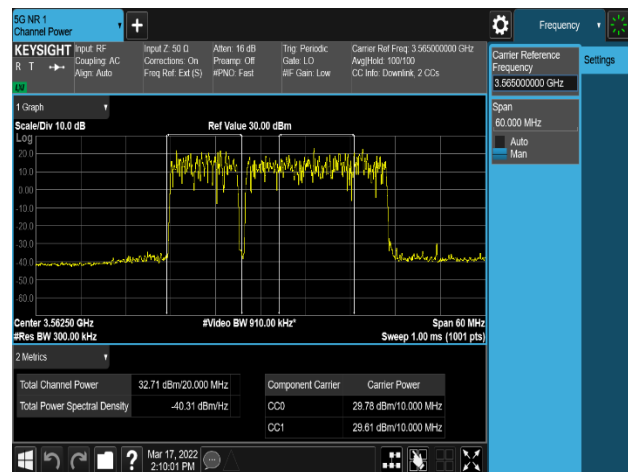 5G NR 1
Channel Power
Frequency
KEYSIGHT
R T
LV
Input: RF
Coupling: AC
Align: Auto
Input Z: 50 Ω
Corrections: On
Freq Ref: Ext (S)
Atten: 16 dB
Preamp: Off
#PNO: Fast
Trig: Periodic
Gate: LO
#IF Gain: Low
Carrier Ref Freq: 3.565000000 GHz
Avg|Hold: 100/100
CC Info: Downlink, 2 CCs
Carrier Reference
Frequency
3.565000000 GHz
Settings
Span
60.000 MHz
Auto
Man
1 Graph
Scale/Div 10.0 dB
Ref Value 30.00 dBm
Log
20.0
10.0
0.00
-10.0
-20.0
-30.0
-40.0
-50.0
-60.0
Center 3.56250 GHz
#Video BW 910.00 kHz*
Span 60 MHz
#Res BW 300.00 kHz
Sweep 1.00 ms (1001 pts)
2 Metrics
Total Channel Power 32.71 dBm/20.000 MHz
Total Power Spectral Density -40.31 dBm/Hz
Component Carrier Carrier Power
CC0 29.78 dBm/10.000 MHz
CC1 29.61 dBm/10.000 MHz
?
Mar 17, 2022
2:10:01 PM